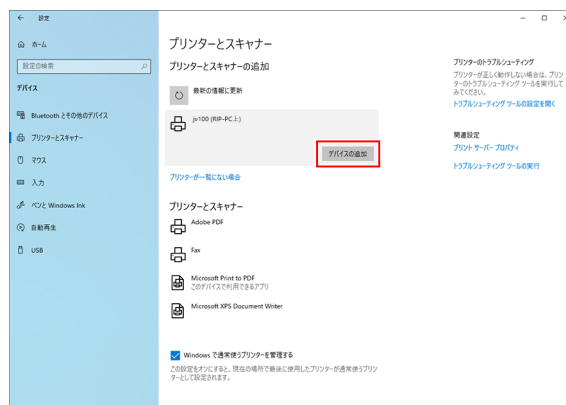 設定
ホーム
設定の検索
デバイス
Bluetooth とその他のデバイス
プリンターとスキャナー
マウス
入力
ペンと Windows Ink
自動再生
USB
プリンターとスキャナー
プリンターとスキャナーの追加
最新の情報に更新
jv100 (RIP-PC上)
デバイスの追加
プリンターが一覧にない場合
プリンターとスキャナー
Adobe PDF
Fax
Microsoft Print to PDF
このデバイスで利用できるアプリ
Microsoft XPS Document Writer
Windows で通常使うプリンターを管理する
この設定をオンにすると、現在の場所で最後に使用したプリンターが通常使うプリン
ターとして設定されます。
プリンターのトラブルシューティング
プリンターが正しく動作しない場合は、プリン
ターのトラブルシューティング ツールを実行して
みてください。
トラブルシューティング ツールの設定を開く
関連設定
プリント サーバー プロパティ
トラブルシューティング ツールの実行